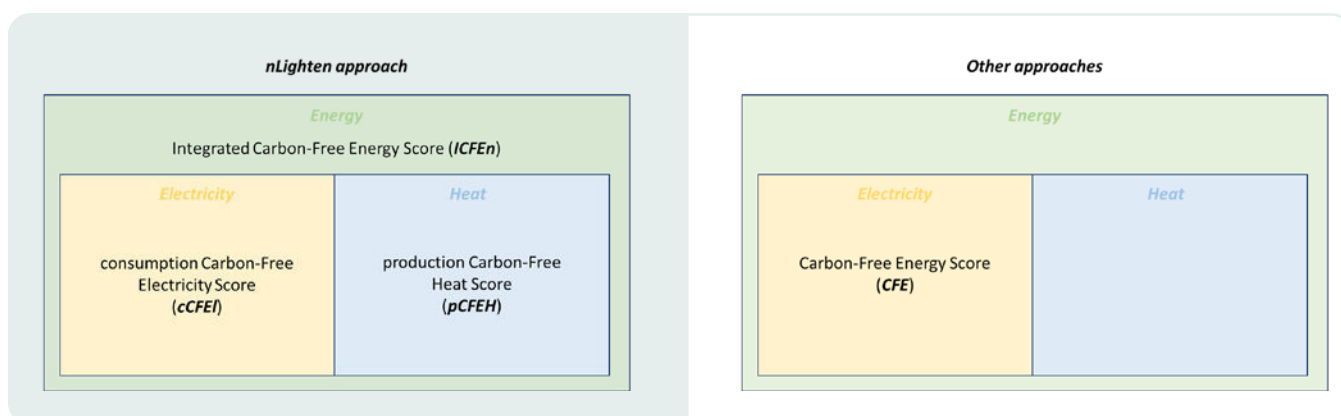 nLighten approach
Energy
Integrated Carbon-Free Energy Score (ICFEn)
Electricity
consumption Carbon-Free
Electricity Score
(cCFEl)
Heat
production Carbon-Free
Heat Score
(pCFEH)
Other approaches
Energy
Electricity
Carbon-Free Energy Score
(CFE)
Heat